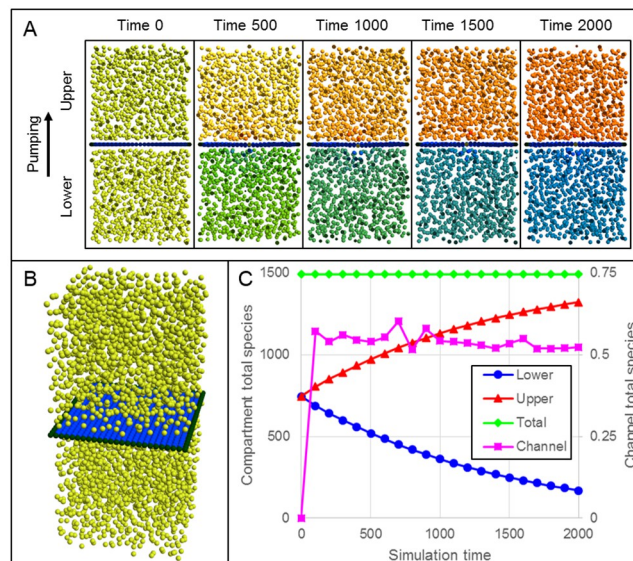 A
Time 0
Time 500
Time 1000
Time 1500
Time 2000
Upper
Pumping
Lower
B
C
1500
1000
500
0
Compartment total species
0.75
0.5
0.25
0
Channel total species
Lower
Upper
Total
Channel
0
500
1000
1500
2000
Simulation time